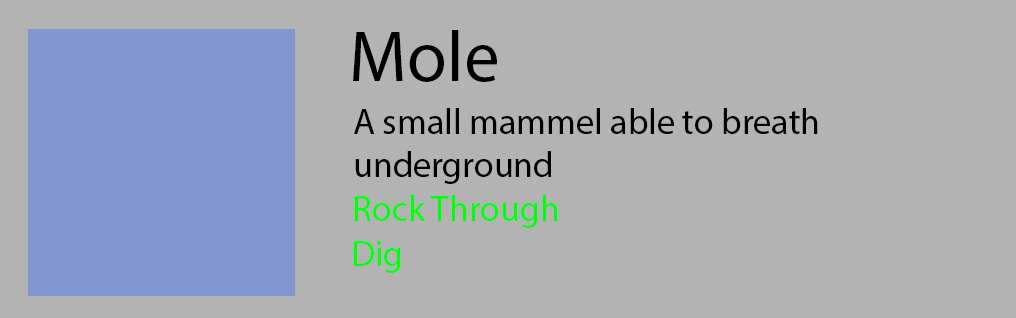 Mole
A small mammel able to breath
underground
Rock Through
Dig